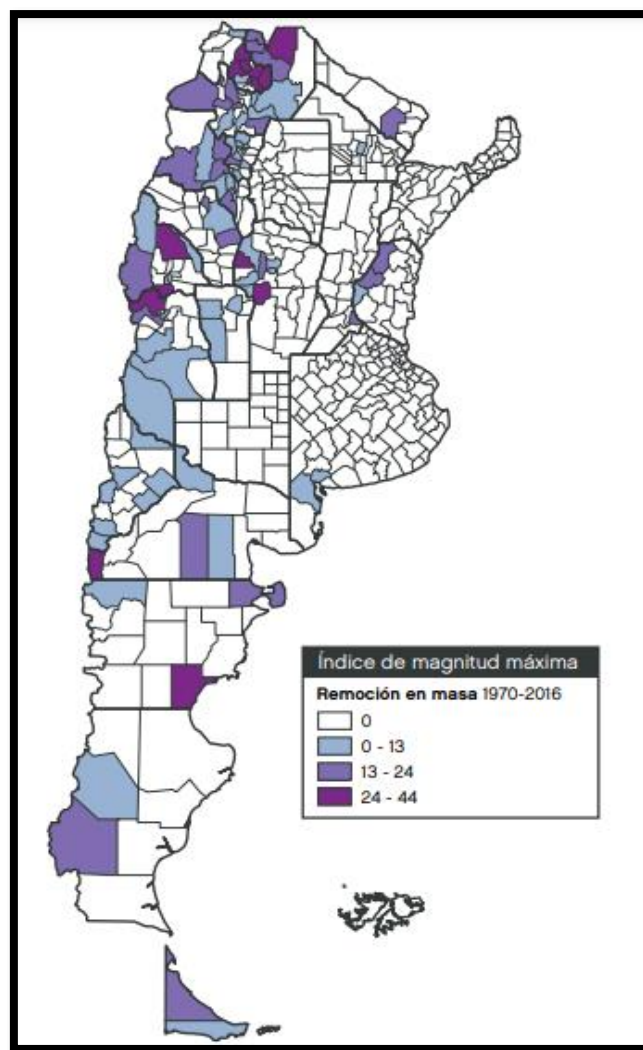 Índice de magnitud máxima
Remoción en masa 1970-2016
0
0 - 13
13 - 24
24 - 44